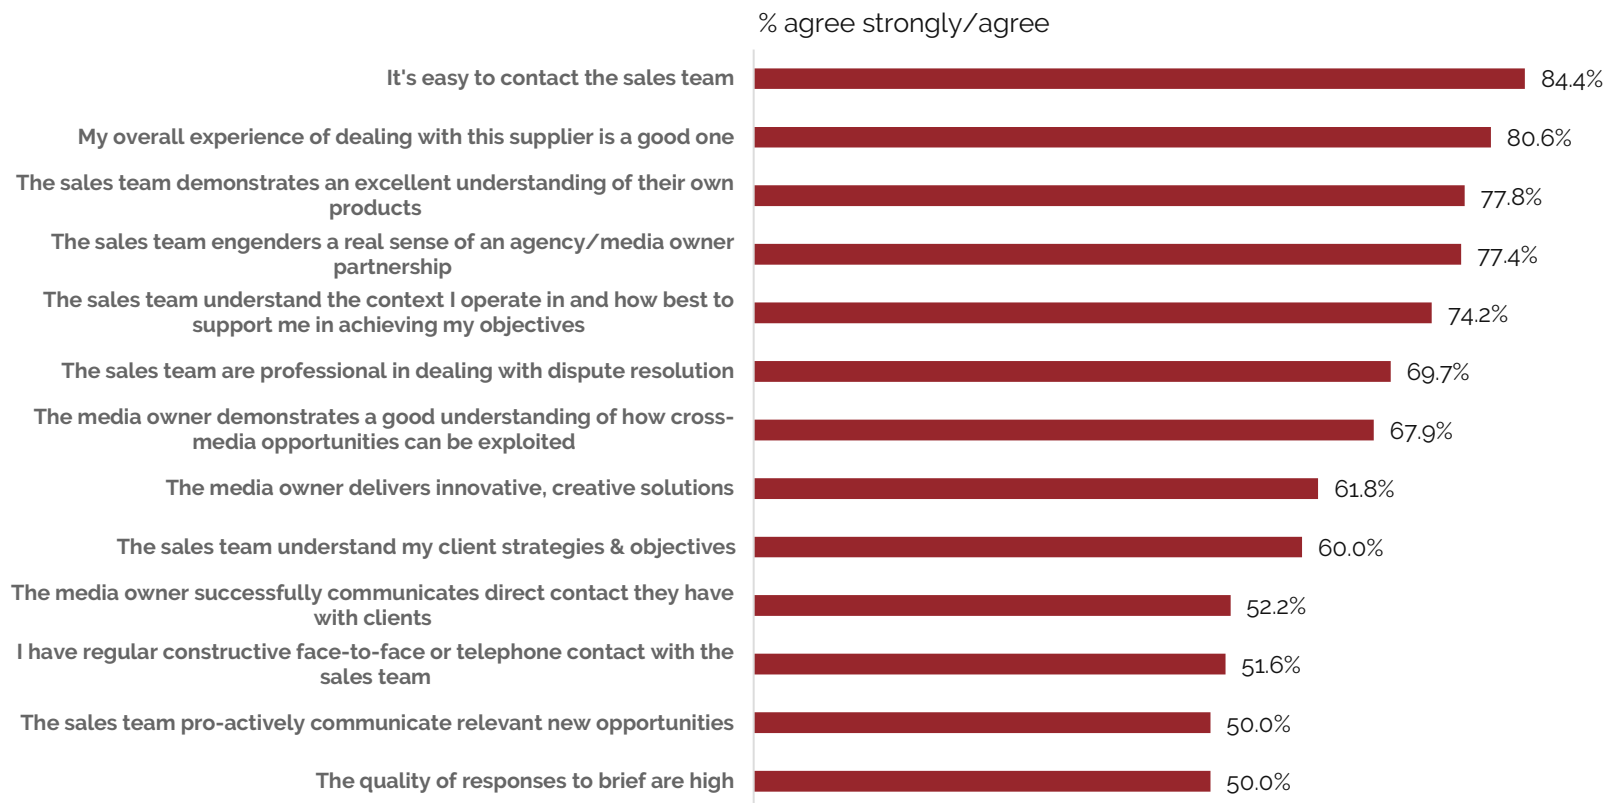 % agree strongly/agree
It's easy to contact the sales team
84.4%
My overall experience of dealing with this supplier is a good one
80.6%
The sales team demonstrates an excellent understanding of their own
products
77.8%
The sales team engenders a real sense of an agency/media owner
partnership
77.4%
The sales team understand the context I operate in and how best to
support me in achieving my objectives
74.2%
The sales team are professional in dealing with dispute resolution
69.7%
The media owner demonstrates a good understanding of how cross-
media opportunities can be exploited
67.9%
The media owner delivers innovative, creative solutions
61.8%
The sales team understand my client strategies & objectives
60.0%
The media owner successfully communicates direct contact they have
with clients
52.2%
I have regular constructive face-to-face or telephone contact with the
sales team
51.6%
The sales team pro-actively communicate relevant new opportunities
50.0%
The quality of responses to brief are high
50.0%